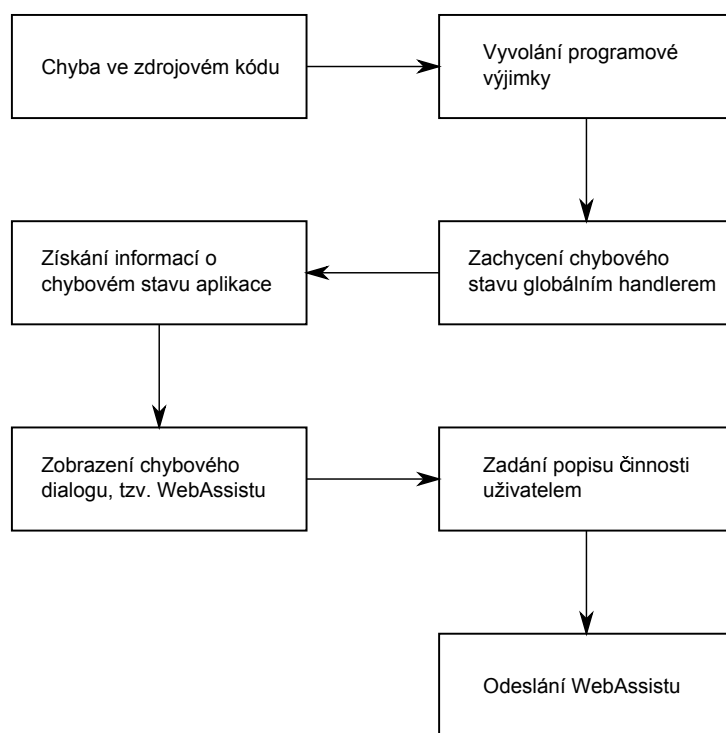 Chyba ve zdrojovém kódu
Vyvolání programové
výjimky
Zachycení chybového
stavu globálním handlerem
Získání informací o
chybovém stavu aplikace
Zobrazení chybového
dialogu, tzv. WebAssistu
Zadání popisu činnosti
uživatelem
Odeslání WebAssistu